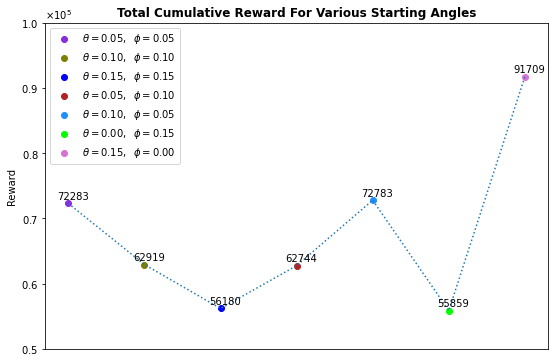 Total Cumulative Reward For Various Starting Angles
×10⁵
1.0
0.9
0.8
0.7
0.6
0.5
Reward
θ = 0.05, ϕ = 0.05
θ = 0.10, ϕ = 0.10
θ = 0.15, ϕ = 0.15
θ = 0.05, ϕ = 0.10
θ = 0.10, ϕ = 0.05
θ = 0.00, ϕ = 0.15
θ = 0.15, ϕ = 0.00
72283
62919
56180
62744
72783
55859
91709